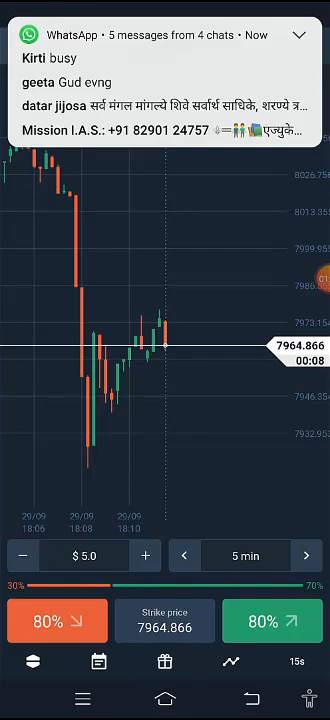 WhatsApp • 5 messages from 4 chats • Now
Kirti busy
geeta Gud evng
datar jijosa सर्व मंगल मांगल्ये शिवे सर्वार्थ साधिके, शरण्ये त्र...
Mission I.A.S.: +91 82901 24757 ⚜═👬📚एज्युके...
8026.756
8013.355
7999.955
7986.
7973.154
7964.866
00:08
7946.354
7932.953
29/09 29/09 29/09
18:06 18:08 18:10
− $ 5.0 + < 5 min >
30% 70%
80% Strike price 80%
7964.866
15s